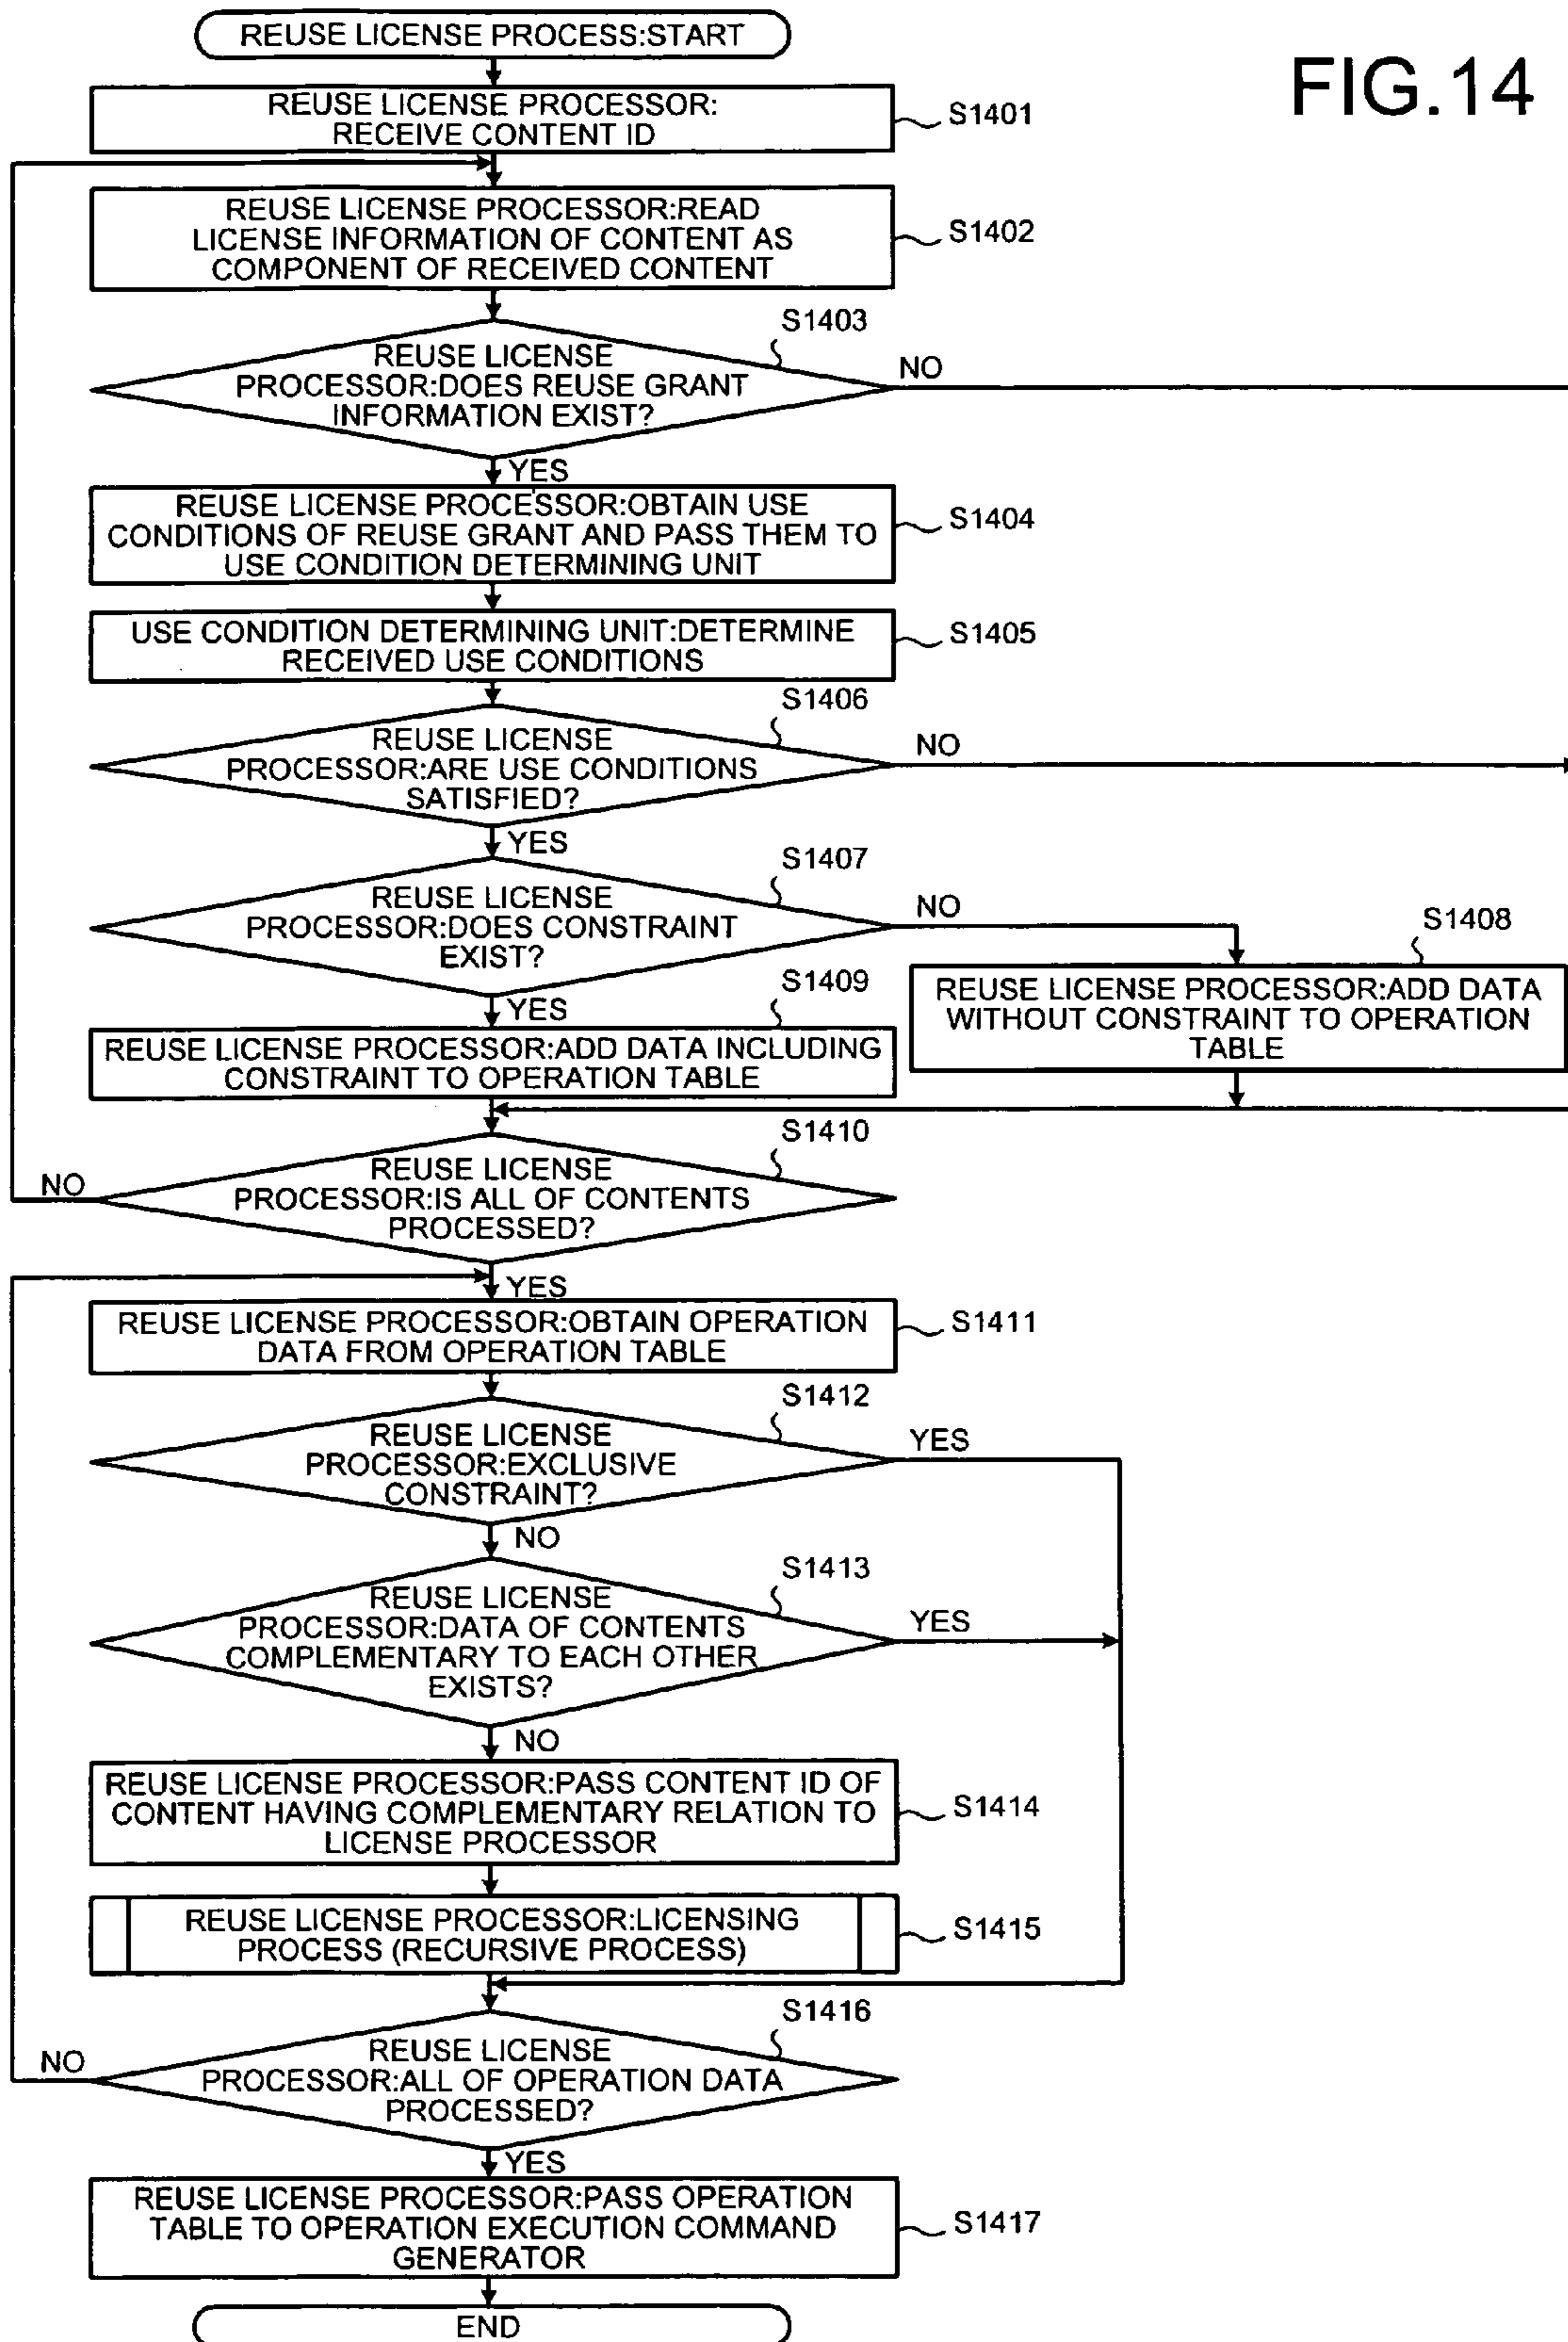 REUSE LICENSE PROCESS:START
FIG.14
REUSE LICENSE PROCESSOR:
RECEIVE CONTENT ID
S1401
REUSE LICENSE PROCESSOR:READ
LICENSE INFORMATION OF CONTENT AS
COMPONENT OF RECEIVED CONTENT
S1402
S1403
REUSE LICENSE
PROCESSOR:DOES REUSE GRANT
INFORMATION EXIST?
NO
YES
REUSE LICENSE PROCESSOR:OBTAIN USE
CONDITIONS OF REUSE GRANT AND PASS THEM TO
USE CONDITION DETERMINING UNIT
S1404
USE CONDITION DETERMINING UNIT:DETERMINE
RECEIVED USE CONDITIONS
S1405
S1406
REUSE LICENSE
PROCESSOR:ARE USE CONDITIONS
SATISFIED?
NO
YES
S1407
REUSE LICENSE
PROCESSOR:DOES CONSTRAINT
EXIST?
NO
S1408
REUSE LICENSE PROCESSOR:ADD DATA
WITHOUT CONSTRAINT TO OPERATION
TABLE
YES
S1409
REUSE LICENSE PROCESSOR:ADD DATA INCLUDING
CONSTRAINT TO OPERATION TABLE
S1410
REUSE LICENSE
PROCESSOR:IS ALL OF CONTENTS
PROCESSED?
NO
YES
REUSE LICENSE PROCESSOR:OBTAIN OPERATION
DATA FROM OPERATION TABLE
S1411
S1412
REUSE LICENSE
PROCESSOR:EXCLUSIVE
CONSTRAINT?
YES
NO
S1413
REUSE LICENSE
PROCESSOR:DATA OF CONTENTS
COMPLEMENTARY TO EACH OTHER
EXISTS?
YES
NO
REUSE LICENSE PROCESSOR:PASS CONTENT ID OF
CONTENT HAVING COMPLEMENTARY RELATION TO
LICENSE PROCESSOR
S1414
REUSE LICENSE PROCESSOR:LICENSING
PROCESS (RECURSIVE PROCESS)
S1415
S1416
REUSE LICENSE
PROCESSOR:ALL OF OPERATION DATA
PROCESSED?
NO
YES
REUSE LICENSE PROCESSOR:PASS OPERATION
TABLE TO OPERATION EXECUTION COMMAND
GENERATOR
S1417
END